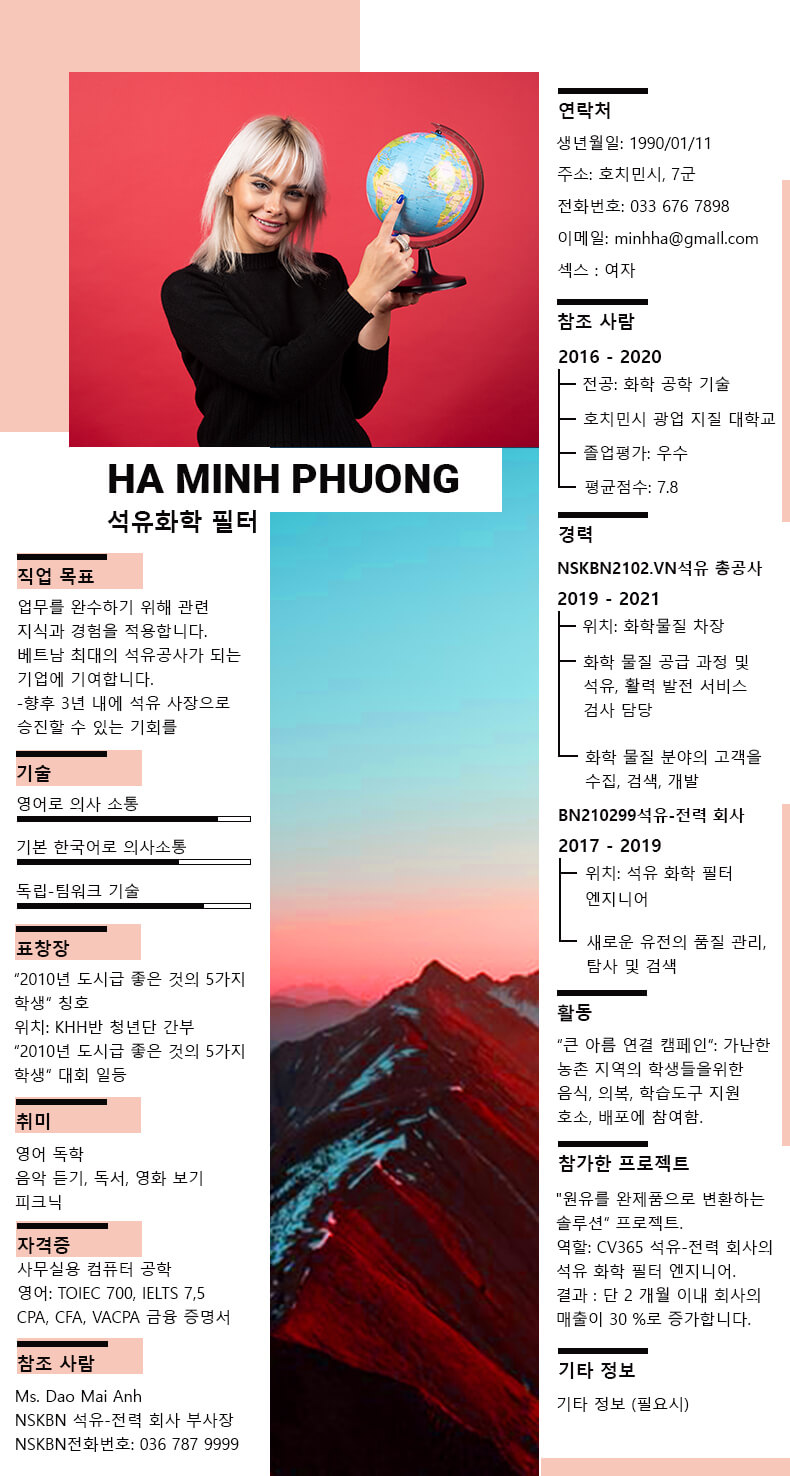 HA MINH PHUONG
석유화학 필터
직업 목표
업무를 완수하기 위해 관련
지식과 경험을 적용합니다.
베트남 최대의 석유공사가 되는
기업에 기여합니다.
-향후 3년 내에 석유 사장으로
승진할 수 있는 기회를
기술
영어로 의사 소통
기본 한국어로 의사소통
독립-팀워크 기술
표창장
“2010년 도시급 좋은 것의 5가지
학생“ 칭호
위치: KHH반 청년단 간부
“2010년 도시급 좋은 것의 5가지
학생“ 대회 일등
취미
영어 독학
음악 듣기, 독서, 영화 보기
피크닉
자격증
사무실용 컴퓨터 공학
영어: TOIEC 700, IELTS 7,5
CPA, CFA, VACPA 금융 증명서
참조 사람
Ms. Dao Mai Anh
NSKBN 석유-전력 회사 부사장
NSKBN전화번호: 036 787 9999
연락처
생년월일: 1990/01/11
주소: 호치민시, 7군
전화번호: 033 676 7898
이메일: minhha@gmall.com
섹스 : 여자
참조 사람
2016 - 2020
전공: 화학 공학 기술
호치민시 광업 지질 대학교
졸업평가: 우수
평균점수: 7.8
경력
NSKBN2102.VN석유 총공사
2019 - 2021
위치: 화학물질 차장
화학 물질 공급 과정 및
석유, 활력 발전 서비스
검사 담당
화학 물질 분야의 고객을
수집, 검색, 개발
BN210299석유-전력 회사
2017 - 2019
위치: 석유 화학 필터
엔지니어
새로운 유전의 품질 관리,
탐사 및 검색
활동
“큰 아름 연결 캠페인“: 가난한
농촌 지역의 학생들을위한
음식, 의복, 학습도구 지원
호소, 배포에 참여함.
참가한 프로젝트
"원유를 완제품으로 변환하는
솔루션“ 프로젝트.
역할: CV365 석유-전력 회사의
석유 화학 필터 엔지니어.
결과 : 단 2 개월 이내 회사의
매출이 30 %로 증가합니다.
기타 정보
기타 정보 (필요시)